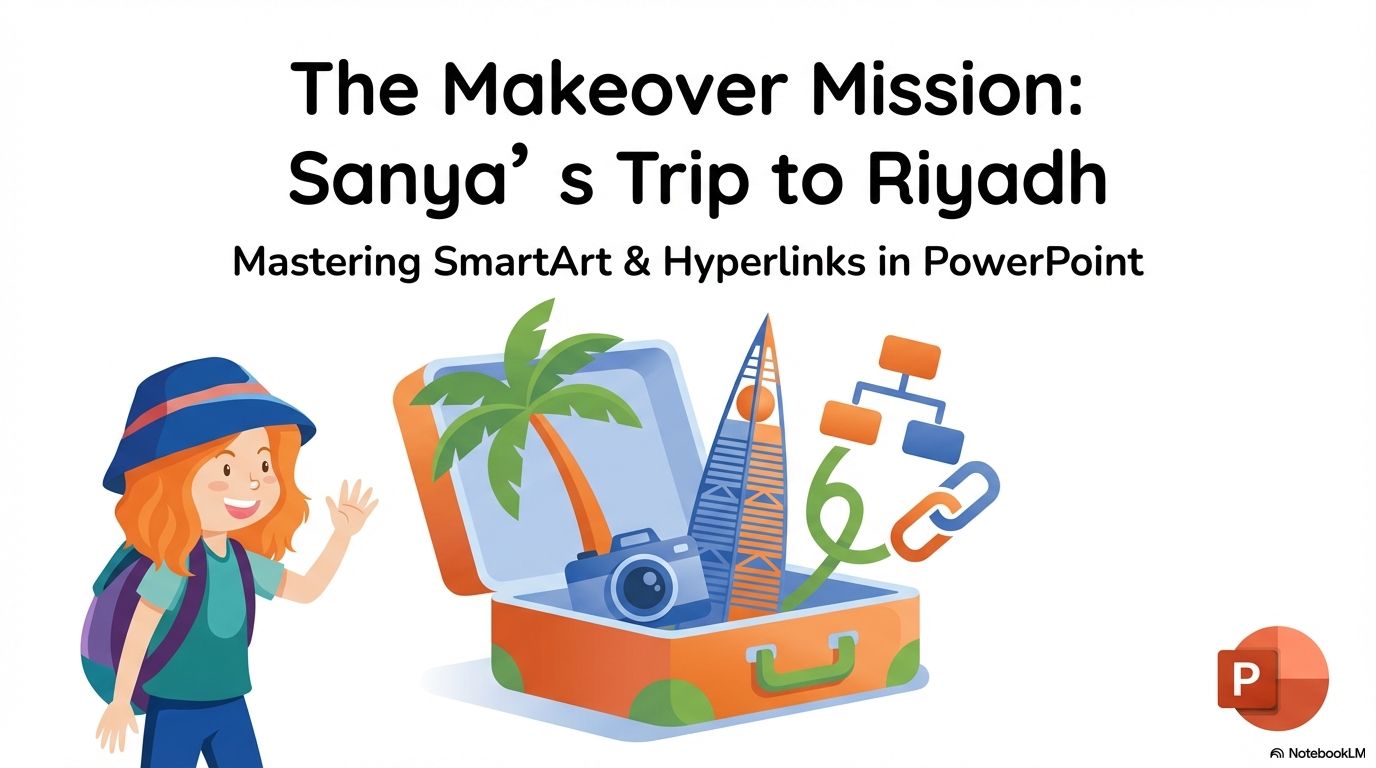 The Makeover Mission:
Sanya’ s Trip to Riyadh
Mastering SmartArt & Hyperlinks in PowerPoint
P
NotebookLM